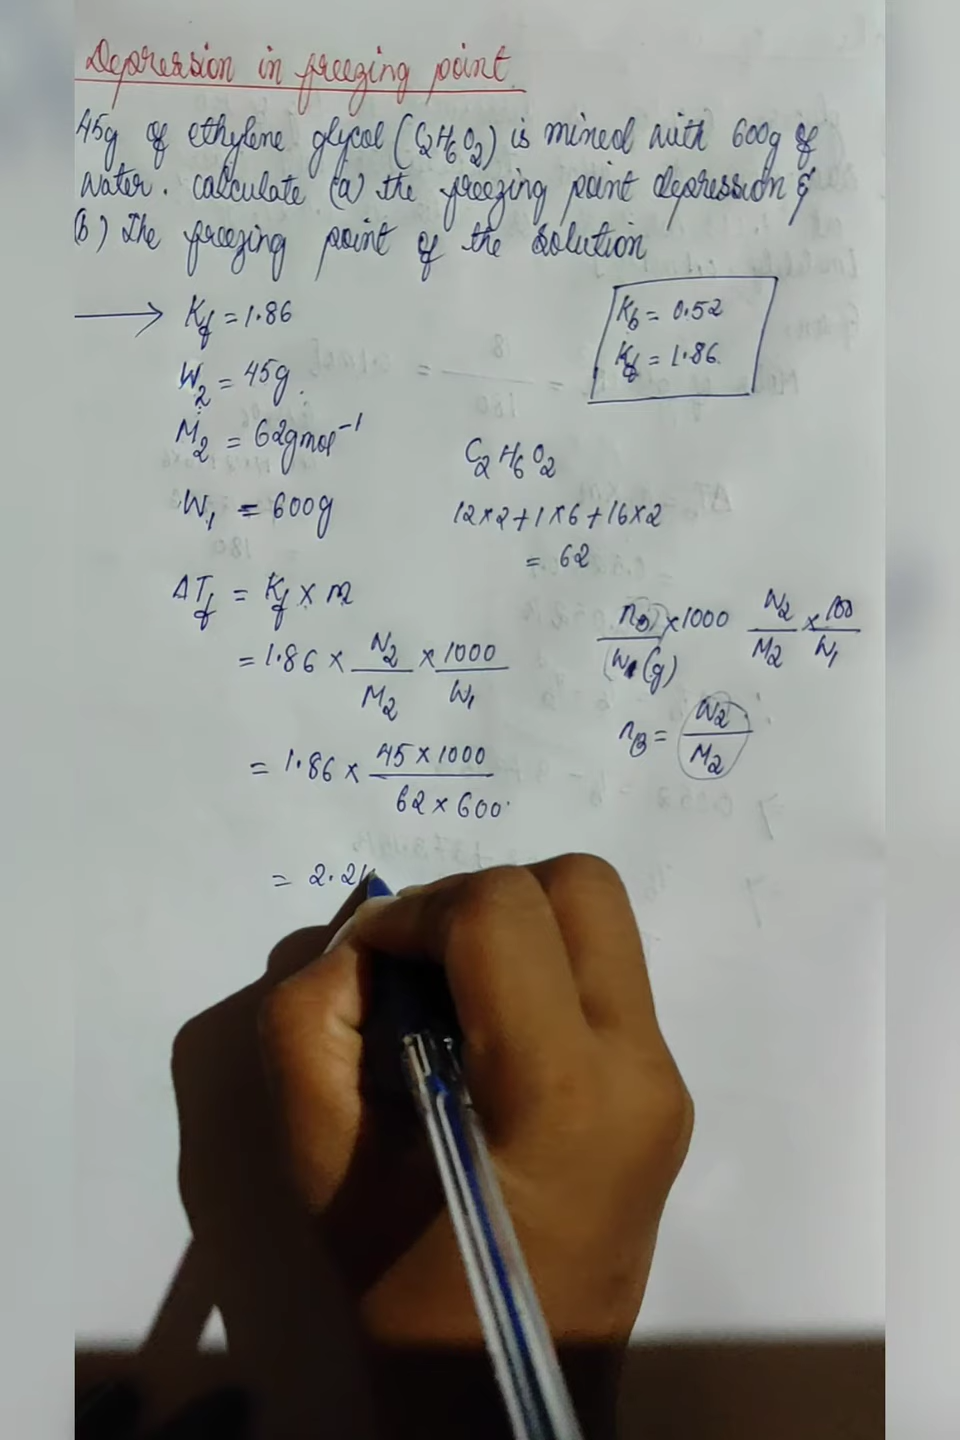 Depression in freezing point
45g of ethylene glycol (C2H6O2) is mixed with 600g of
water. calculate (a) the freezing point depression &
(b) The freezing point of the solution
→ Kf = 1.86
Kb = 0.52
Kf = 1.86
W2 = 45g.
M2 = 62gmol⁻¹
C2H6O2
W1 = 600g
12×2+1×6+16×2
= 62
ΔTf = Kf × m
nB × 1000 / W1(g)
W2/M2 × 100/W1
= 1.86 × W2/M2 × 1000/W1
nB = W2/M2
= 1.86 × 45×1000 / 62×600
= 2.2